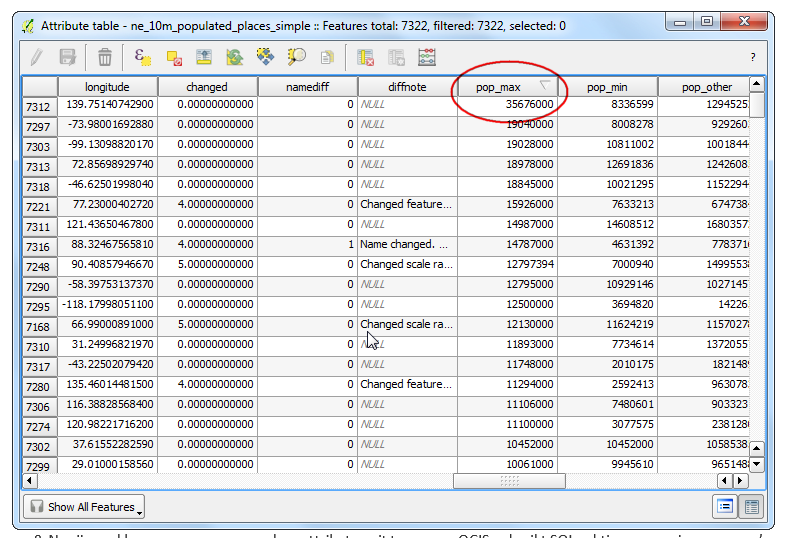 Attribute table - ne_10m_populated_places_simple :: Features total: 7322, filtered: 7322, selected: 0
?
longitude changed namediff diffnote pop_max pop_min pop_other
7312 139.75140742900 0.00000000000 0 NULL 35676000 8336599 1294525
7297 -73.98001692880 0.00000000000 0 NULL 19040000 8008278 929260
7303 -99.13098820170 0.00000000000 0 NULL 19028000 10811002 10018444
7313 72.85698929740 0.00000000000 0 NULL 18978000 12691836 1242608
7318 -46.62501998040 0.00000000000 0 NULL 18845000 10021295 11522944
7221 77.23000402720 4.00000000000 0 Changed feature... 15926000 7633213 6747384
7311 121.43650467800 0.00000000000 0 NULL 14987000 14608512 1680357
7316 88.32467565810 4.00000000000 1 Name changed. ... 14787000 4631392 7783716
7248 90.40857946670 5.00000000000 0 Changed scale ra... 12797394 7000940 14995538
7290 -58.39753137370 0.00000000000 0 NULL 12795000 10929146 1027145
7295 -118.17998051100 0.00000000000 0 NULL 12500000 3694820 14226
7168 66.99000891000 5.00000000000 0 Changed scale ra... 12130000 11624219 11570278
7310 31.24996821970 0.00000000000 0 NULL 11893000 7734614 1372055
7317 -43.22502079420 0.00000000000 0 NULL 11748000 2010175 182148
7280 135.46014481500 4.00000000000 0 Changed feature... 11294000 2592413 963078
7306 116.38828568400 0.00000000000 0 NULL 11106000 7480601 903323
7274 120.98221716200 0.00000000000 0 NULL 11100000 3077575 2381280
7302 37.61552282590 0.00000000000 0 NULL 10452000 10452000 1058538
7299 29.01000158560 0.00000000000 0 NULL 10061000 9945610 9651488
Show All Features